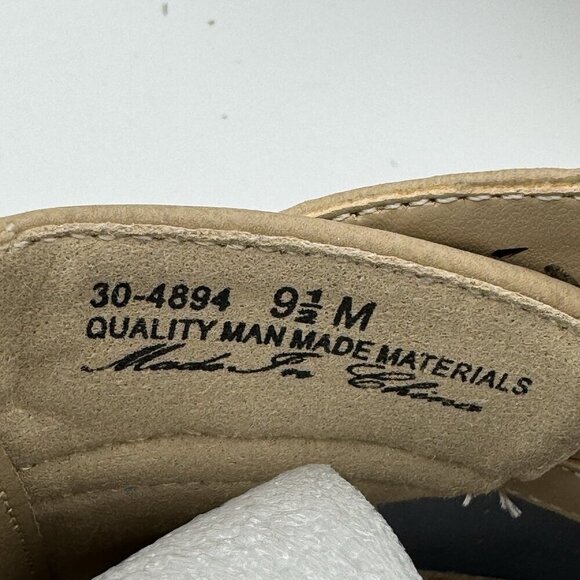 30-4894 9½ M
QUALITY MAN MADE MATERIALS
Made In China